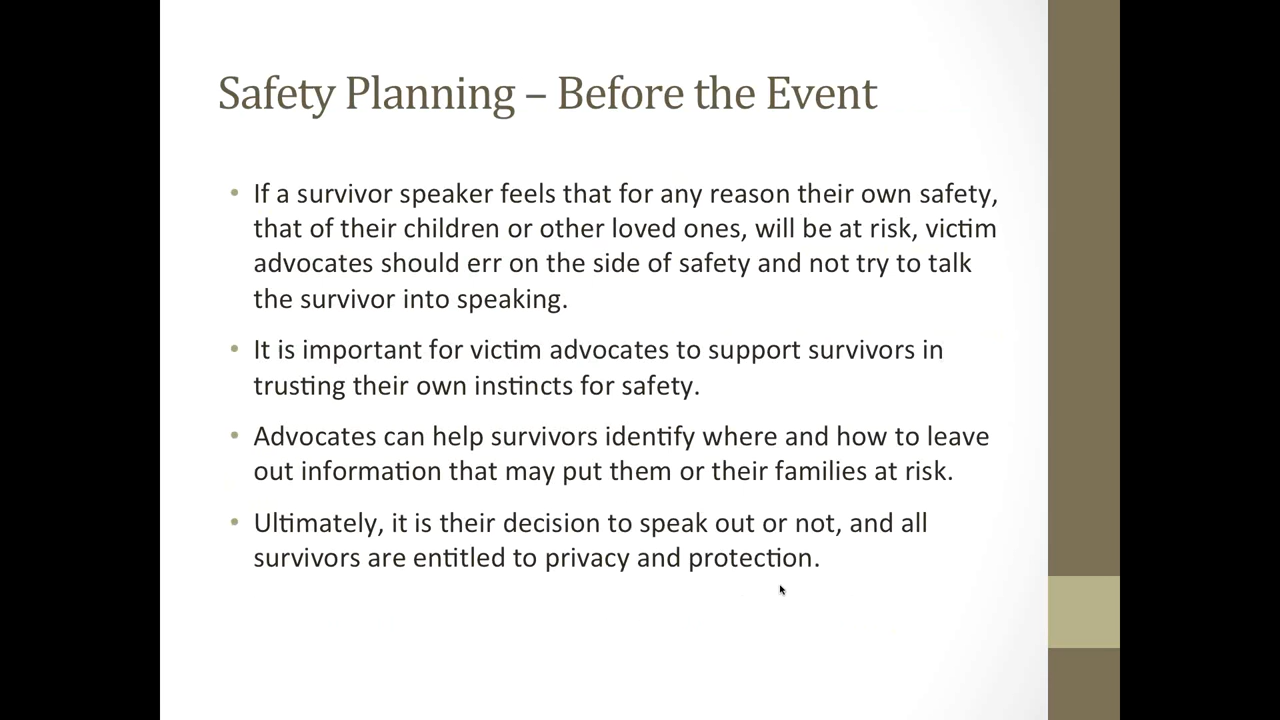 Safety Planning – Before the Event
• If a survivor speaker feels that for any reason their own safety,
that of their children or other loved ones, will be at risk, victim
advocates should err on the side of safety and not try to talk
the survivor into speaking.
• It is important for victim advocates to support survivors in
trusting their own instincts for safety.
• Advocates can help survivors identify where and how to leave
out information that may put them or their families at risk.
• Ultimately, it is their decision to speak out or not, and all
survivors are entitled to privacy and protection.